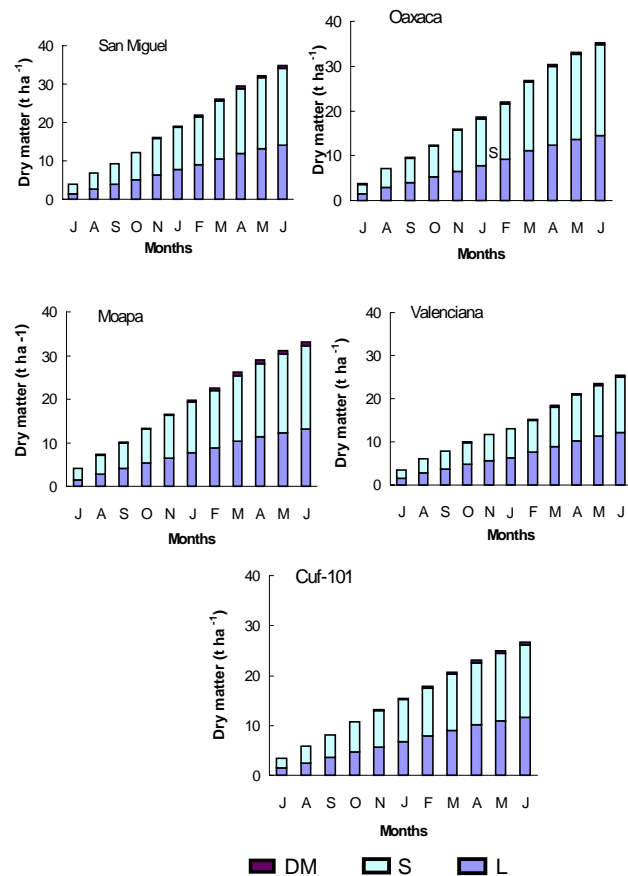 San Miguel
Dry matter (t ha -1)
40
30
20
10
0
J A S O N J F M A M J
Months
Oaxaca
Dry matter (t ha -1)
40
30
20
10
0
S
J A S O N J F M A M J
Months
Moapa
Dry matter (t ha -1)
40
30
20
10
0
J A S O N J F M A M J
Months
Valenciana
Dry matter (t ha -1)
40
30
20
10
0
J A S O N J F M A M J
Months
Cuf-101
Dry matter (t ha -1)
40
30
20
10
0
J A S O N J F M A M J
Months
DM S L